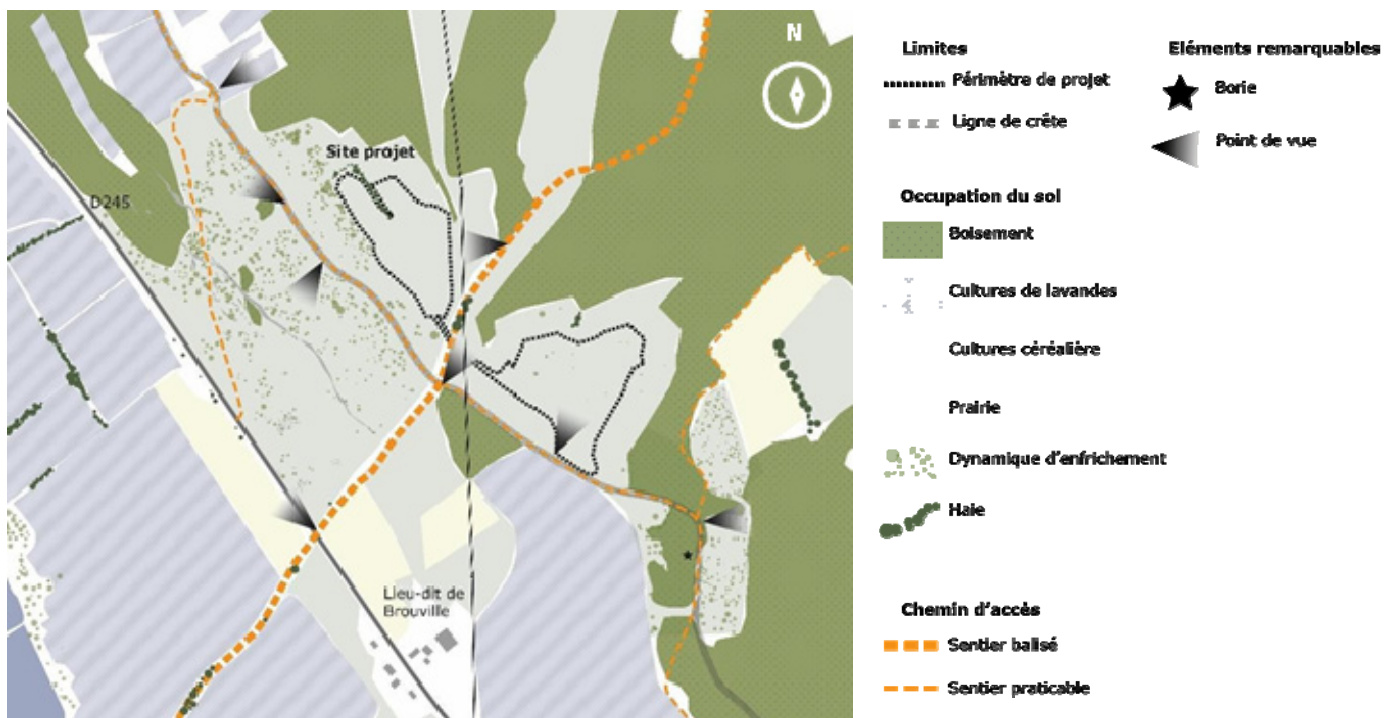 N
Site projet
D245
Lieu-dit de
Brouville
Limites
Périmètre de projet
Ligne de crête
Occupation du sol
Boisement
Cultures de lavandes
Cultures céréalière
Prairie
Dynamique d'enfrichement
Haie
Chemin d'accès
Sentier balisé
Sentier praticable
Eléments remarquables
Borie
Point de vue